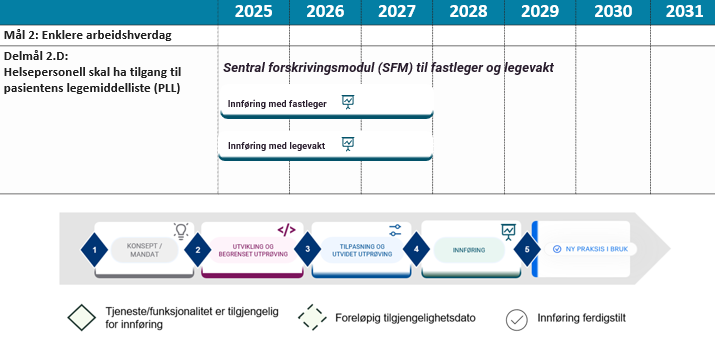 2025 2026 2027 2028 2029 2030 2031
Mål 2: Enklere arbeidshverdag
Delmål 2.D:
Helsepersonell skal ha tilgang til
pasientens legemiddelliste (PLL)
Sentral forskrivingsmodul (SFM) til fastleger og legevakt
Innføring med fastleger
Innføring med legevakt
1
KONSEPT /
MANDAT
2
</>
UTVIKLING OG
BEGRENSET UTPRØVING
3
TILPASNING OG
UTVIDET UTPRØVING
4
INNFØRING
5
NY PRAKSIS I BRUK
Tjeneste/funksjonalitet er tilgjengelig
for innføring
Foreløpig tilgjengelighetsdato
Innføring ferdigstilt